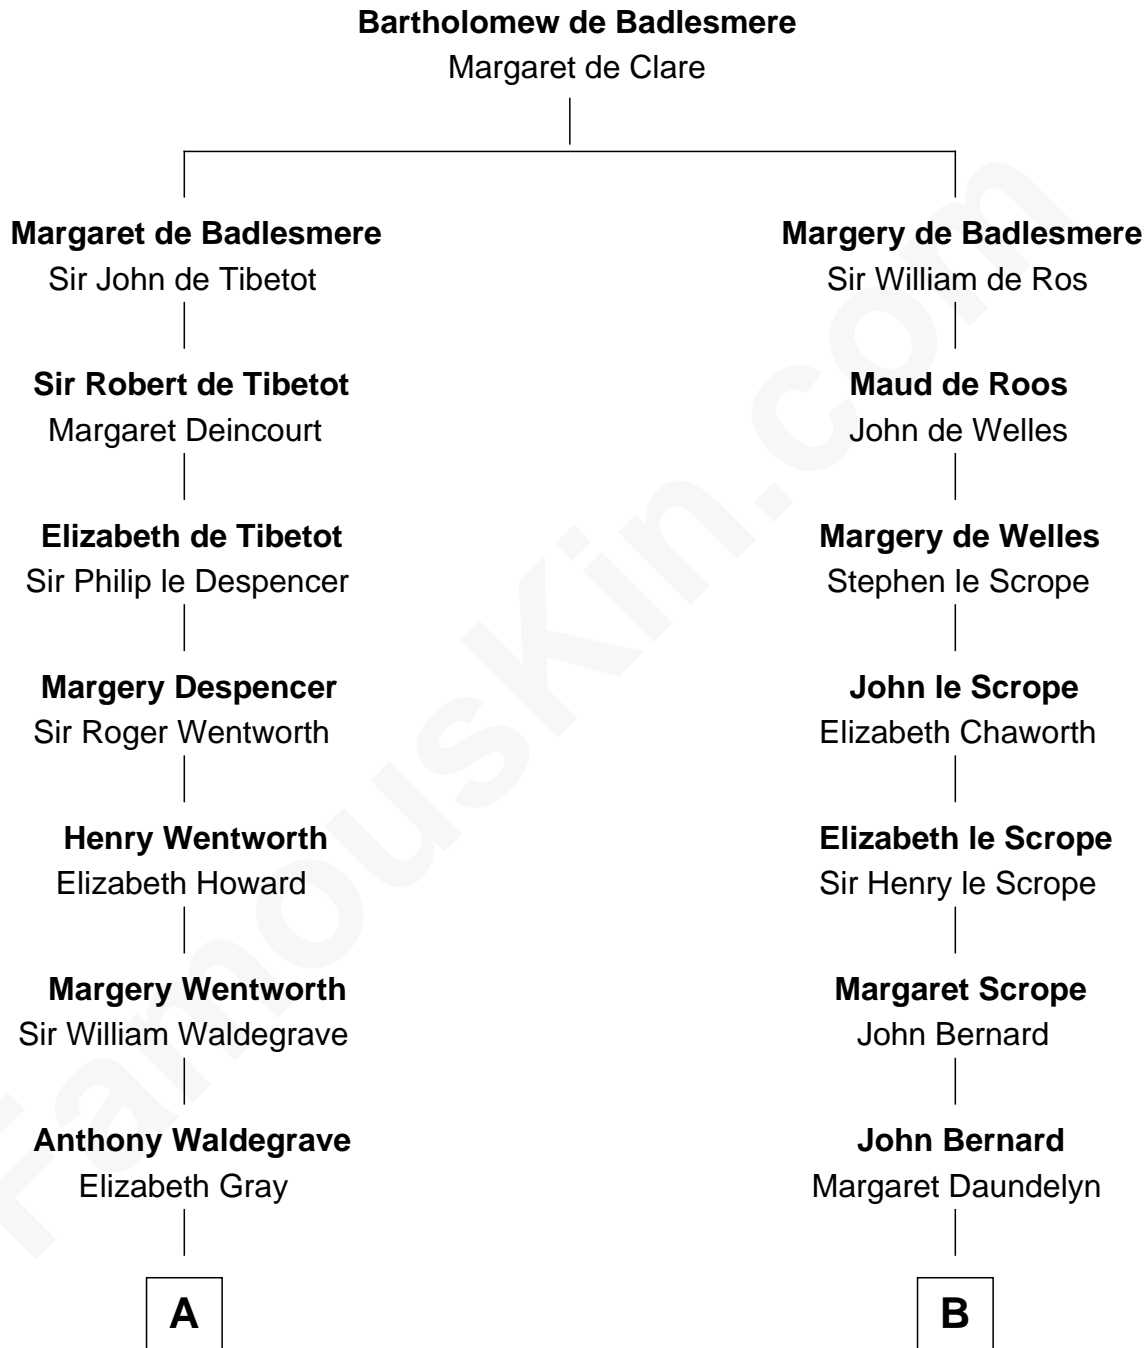 Bartholomew de Badlesmere
Margaret de Clare
Margaret de Badlesmere
Sir John de Tibetot
Margery de Badlesmere
Sir William de Ros
Sir Robert de Tibetot
Margaret Deincourt
Maud de Roos
John de Welles
Elizabeth de Tibetot
Sir Philip le Despencer
Margery de Welles
Stephen le Scrope
Margery Despencer
Sir Roger Wentworth
John le Scrope
Elizabeth Chaworth
Henry Wentworth
Elizabeth Howard
Elizabeth le Scrope
Sir Henry le Scrope
Margery Wentworth
Sir William Waldegrave
Margaret Scrope
John Bernard
Anthony Waldegrave
Elizabeth Gray
John Bernard
Margaret Daundelyn
A
B
FamousKin.com